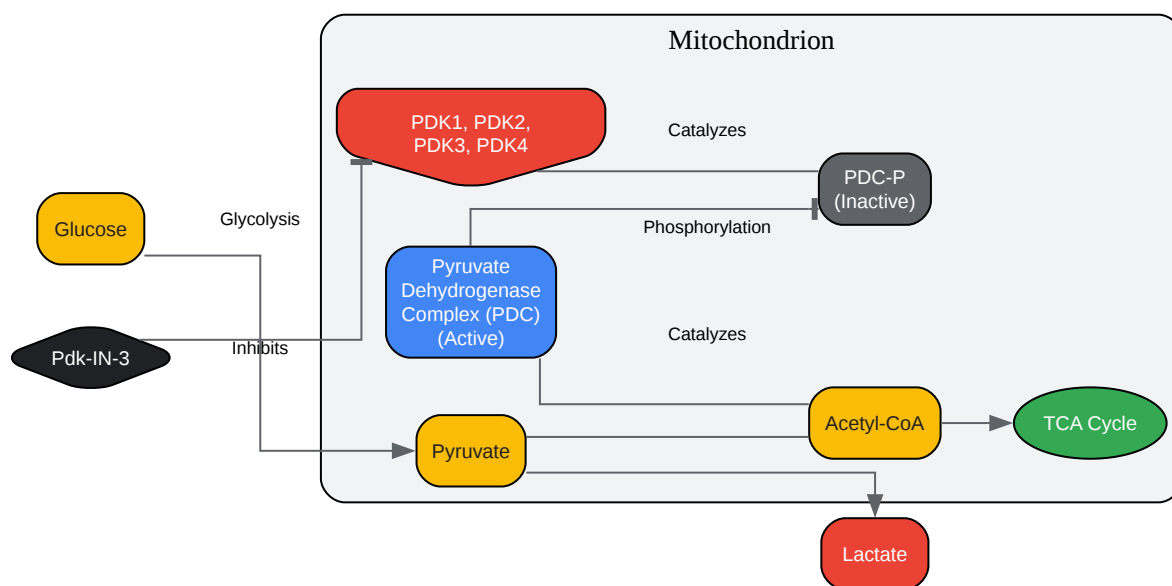 Mitochondrion
PDK1, PDK2,
PDK3, PDK4
Catalyzes
PDC-P
(Inactive)
Glucose
Glycolysis
Phosphorylation
Pyruvate
Dehydrogenase
Complex (PDC)
(Active)
Pdk-IN-3
Inhibits
Catalyzes
Pyruvate
Acetyl-CoA
TCA Cycle
Lactate